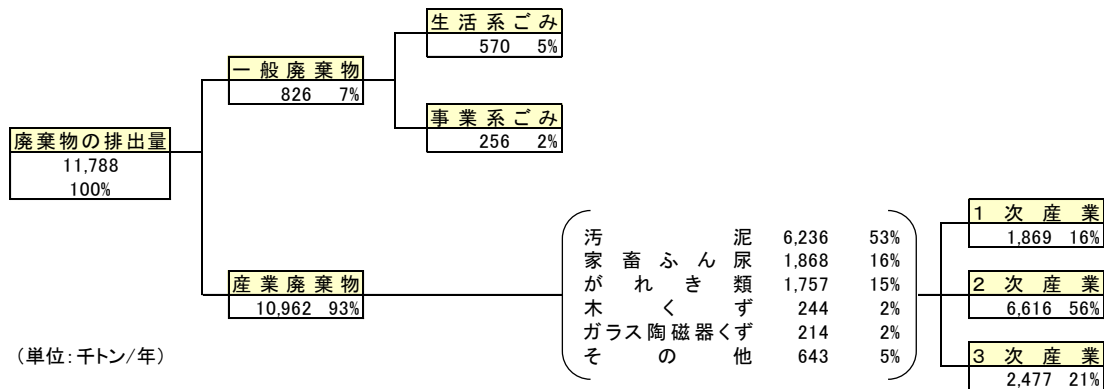 廃棄物の排出量
11,788
100%
一般廃棄物
826 7%
生活系ごみ
570 5%
事業系ごみ
256 2%
産業廃棄物
10,962 93%
汚泥 6,236 53%
家畜ふん尿 1,868 16%
がれき類 1,757 15%
木くず 244 2%
ガラス陶磁器くず 214 2%
その他 643 5%
1次産業
1,869 16%
2次産業
6,616 56%
3次産業
2,477 21%
（単位：千トン/年）